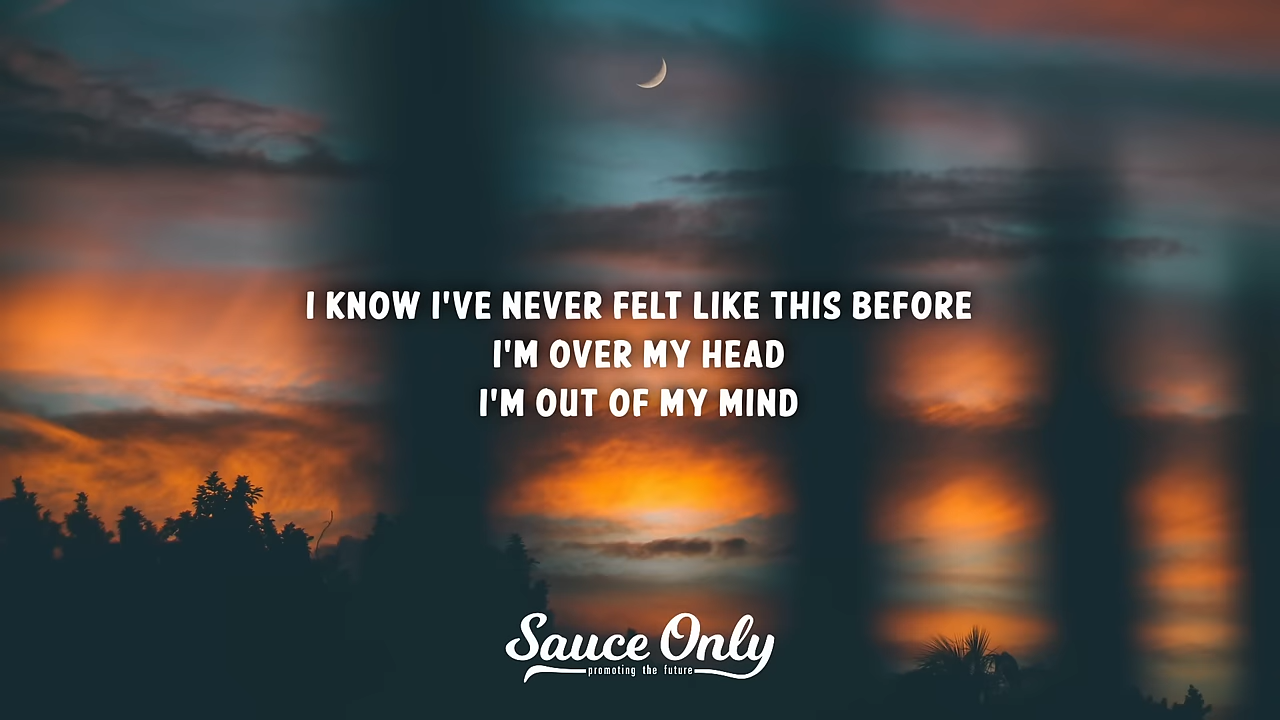 I KNOW I'VE NEVER FELT LIKE THIS BEFORE
I'M OVER MY HEAD
I'M OUT OF MY MIND
Sauce Only
promoting the future